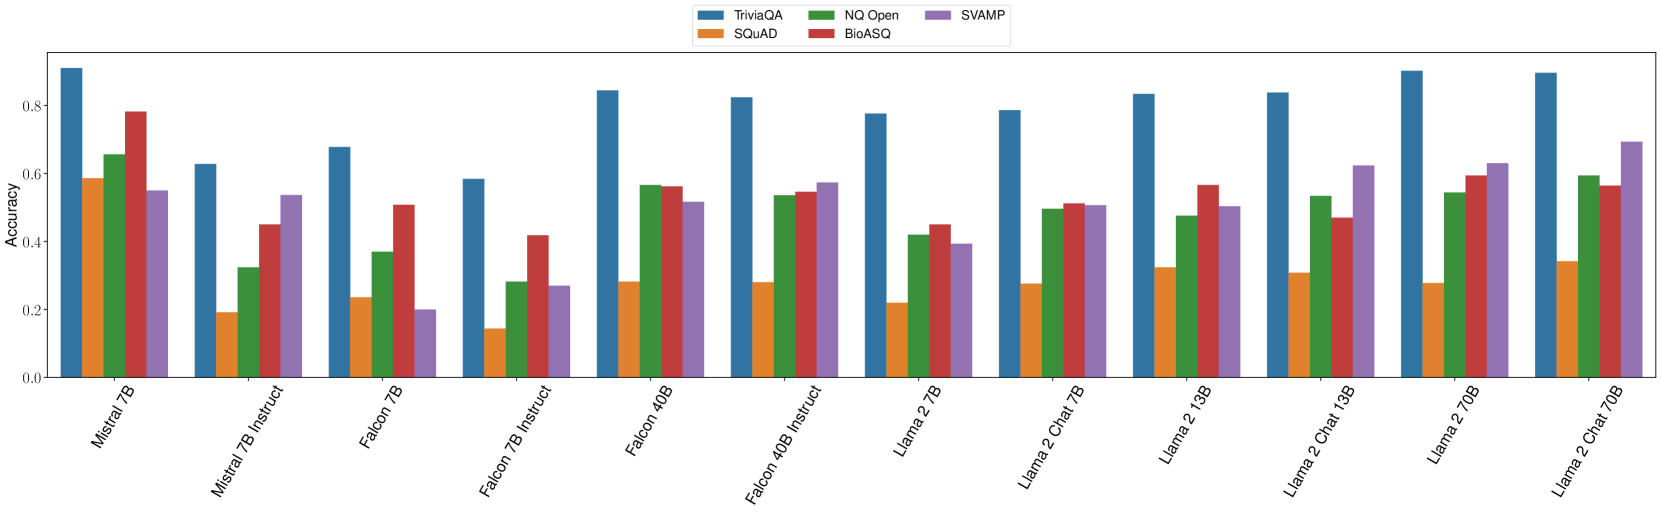 TriviaQA
SQuAD
NQ Open
BioASQ
SVAMP
Accuracy
0.8
0.6
0.4
0.2
0.0
Mistral 7B
Mistral 7B Instruct
Falcon 7B
Falcon 7B Instruct
Falcon 40B
Falcon 40B Instruct
Llama 2 7B
Llama 2 Chat 7B
Llama 2 13B
Llama 2 Chat 13B
Llama 2 70B
Llama 2 Chat 70B